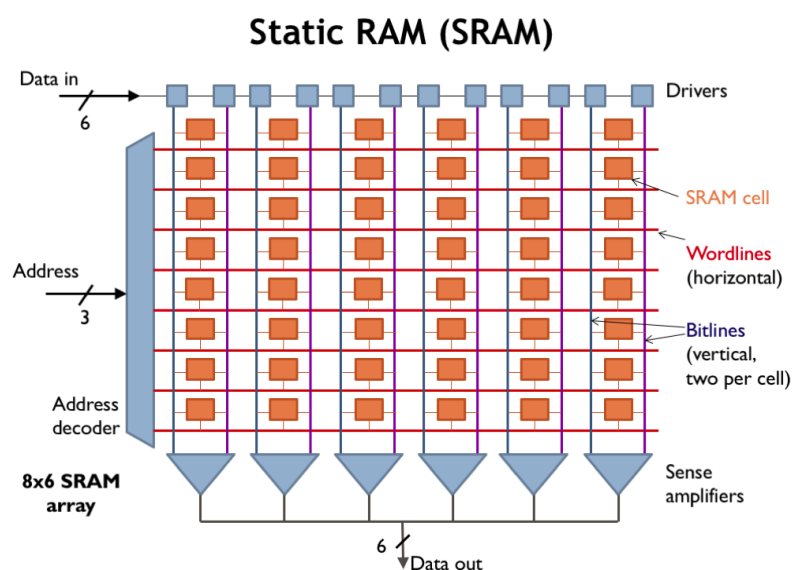 Static RAM (SRAM)
Data in
6
Drivers
SRAM cell
Wordlines
(horizontal)
Address
3
Bitlines
(vertical,
two per cell)
Address
decoder
8x6 SRAM
array
Sense
amplifiers
6
Data out